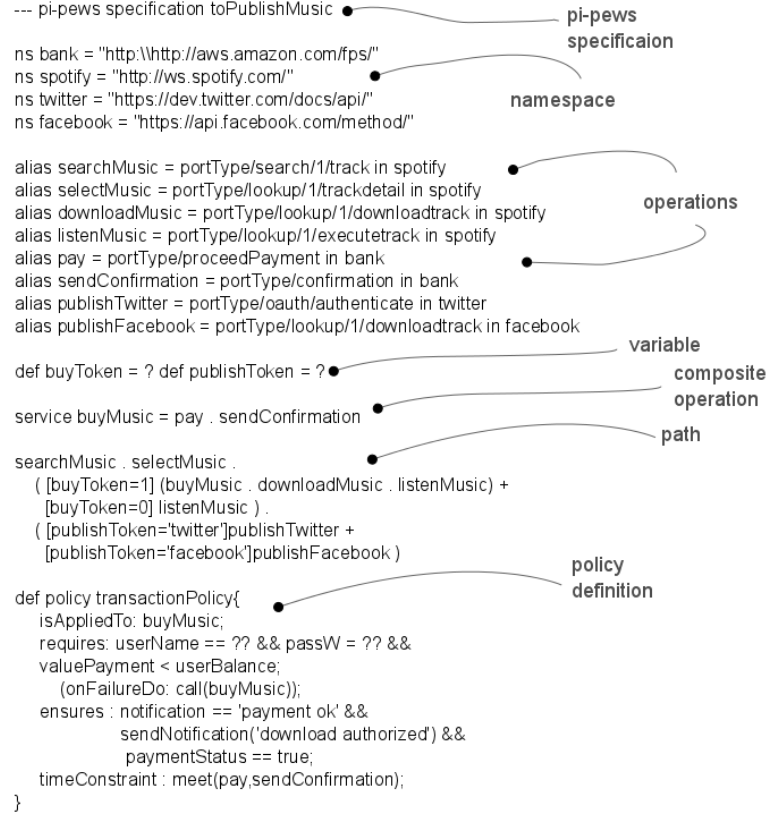 --- pi-pews specification toPublishMusic
pi-pews
specificaion
ns bank = "http:\\http://aws.amazon.com/fps/"
ns spotify = "http://ws.spotify.com/"
ns twitter = "https://dev.twitter.com/docs/api/"
ns facebook = "https://api.facebook.com/method/"
namespace
alias searchMusic = portType/search/1/track in spotify
alias selectMusic = portType/lookup/1/trackdetail in spotify
alias downloadMusic = portType/lookup/1/downloadtrack in spotify
alias listenMusic = portType/lookup/1/executetrack in spotify
alias pay = portType/proceedPayment in bank
alias sendConfirmation = portType/confirmation in bank
alias publishTwitter = portType/oauth/authenticate in twitter
alias publishFacebook = portType/lookup/1/downloadtrack in facebook
operations
def buyToken = ? def publishToken = ?
variable
service buyMusic = pay . sendConfirmation
composite
operation
searchMusic . selectMusic .
( [buyToken=1] (buyMusic . downloadMusic . listenMusic) +
[buyToken=0] listenMusic ) .
( [publishToken='twitter']publishTwitter +
[publishToken='facebook']publishFacebook )
path
def policy transactionPolicy{
isAppliedTo: buyMusic;
requires: userName == ?? && passW = ?? &&
valuePayment < userBalance;
(onFailureDo: call(buyMusic));
ensures : notification == 'payment ok' &&
sendNotification('download authorized') &&
paymentStatus == true;
timeConstraint : meet(pay,sendConfirmation);
}
policy
definition